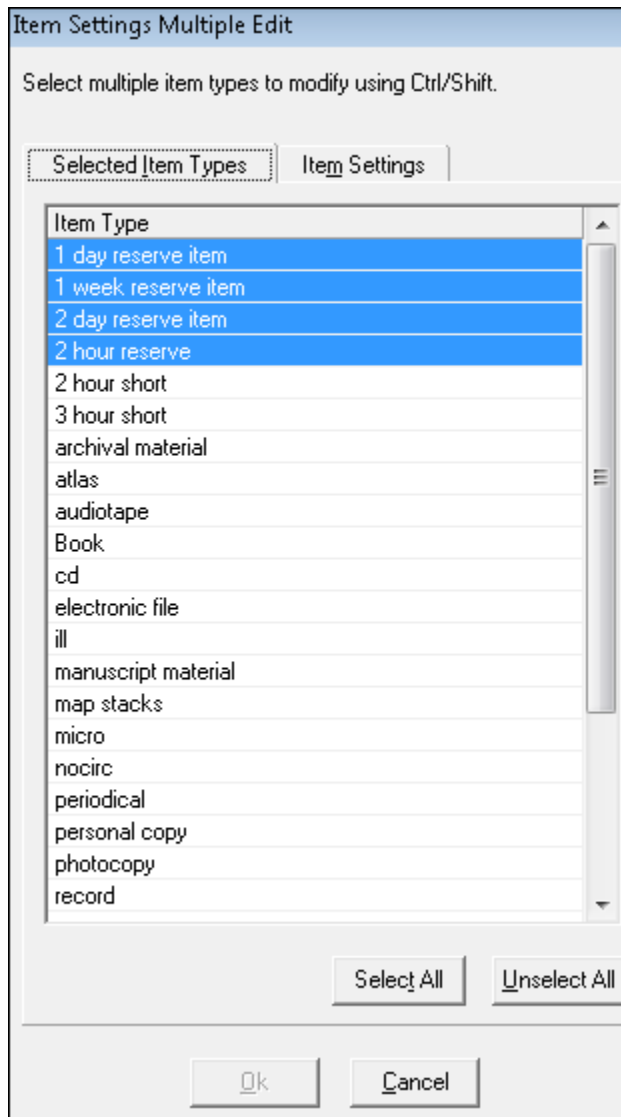 Item Settings Multiple Edit
Select multiple item types to modify using Ctrl/Shift.
Selected Item Types Item Settings
Item Type
1 day reserve item
1 week reserve item
2 day reserve item
2 hour reserve
2 hour short
3 hour short
archival material
atlas
audiotape
Book
cd
electronic file
ill
manuscript material
map stacks
micro
nocirc
periodical
personal copy
photocopy
record
Select All Unselect All
Ok Cancel